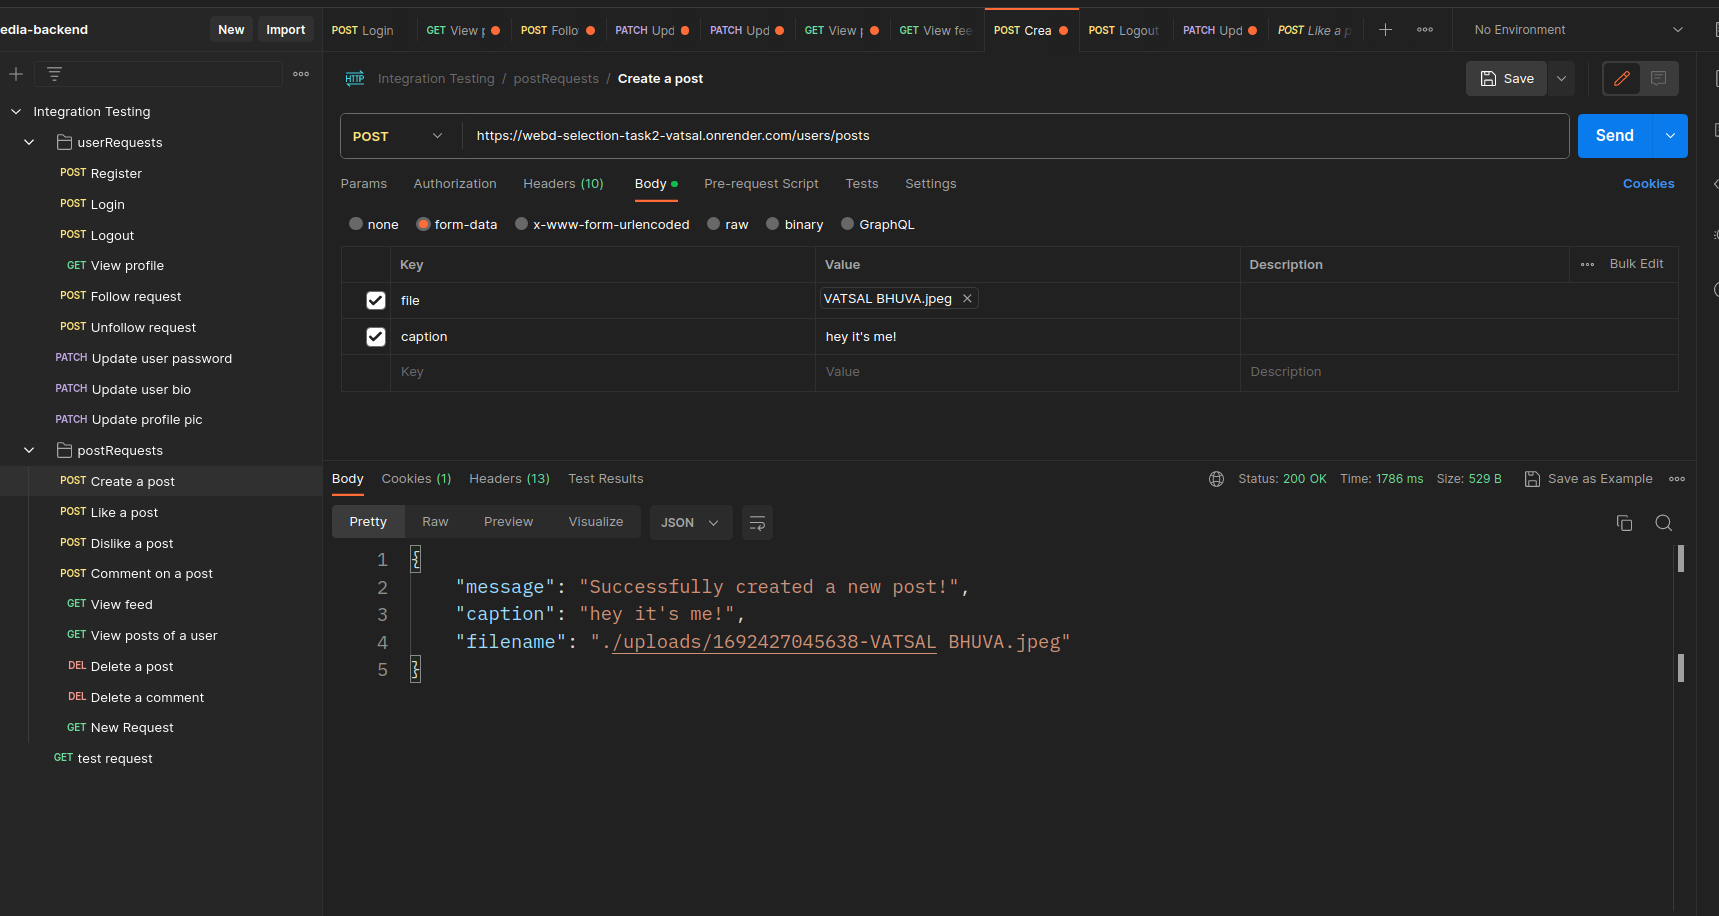 edia-backend
New
Import
POST Login
GET View p
POST Follo
PATCH Upd
PATCH Upd
GET View p
GET View fee
POST Crea
POST Logout
PATCH Upd
POST Like a p
No Environment
Integration Testing
userRequests
POST Register
POST Login
POST Logout
GET View profile
POST Follow request
POST Unfollow request
PATCH Update user password
PATCH Update user bio
PATCH Update profile pic
postRequests
POST Create a post
POST Like a post
POST Dislike a post
POST Comment on a post
GET View feed
GET View posts of a user
DEL Delete a post
DEL Delete a comment
GET New Request
GET test request
HTTP Integration Testing / postRequests / Create a post
Save
POST
https://webd-selection-task2-vatsal.onrender.com/users/posts
Send
Params Authorization Headers (10) Body Pre-request Script Tests Settings Cookies
none form-data x-www-form-urlencoded raw binary GraphQL
Key Value Description Bulk Edit
file VATSAL BHUVA.jpeg
caption hey it's me!
Key Value Description
Body Cookies (1) Headers (13) Test Results Status: 200 OK Time: 1786 ms Size: 529 B Save as Example
Pretty Raw Preview Visualize JSON
1 {
2 "message": "Successfully created a new post!",
3 "caption": "hey it's me!",
4 "filename": "./uploads/1692427045638-VATSAL BHUVA.jpeg"
5 }